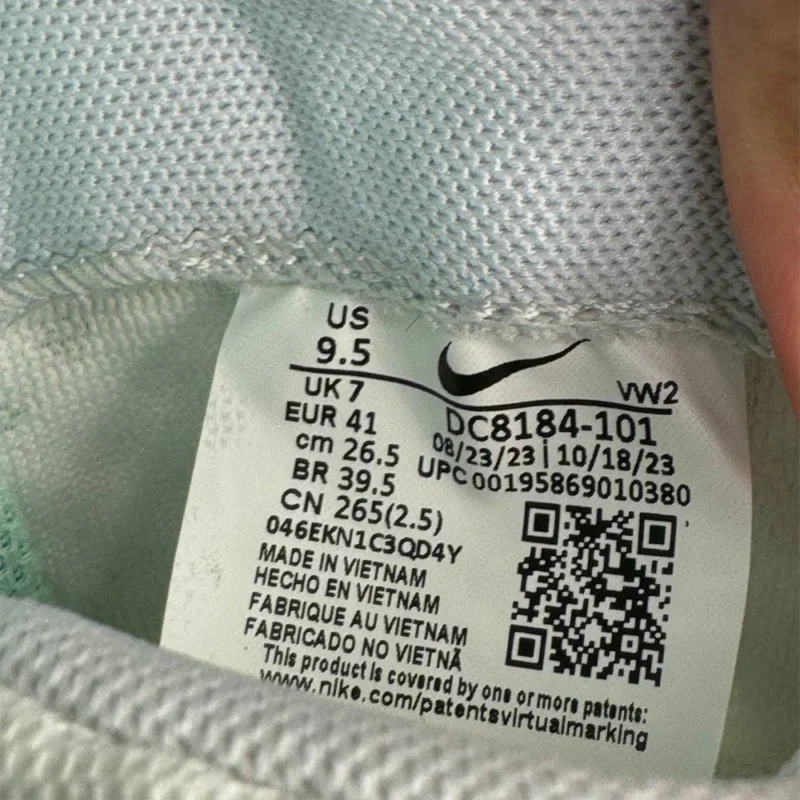 US
9.5
UK 7
EUR 41
cm 26.5
BR 39.5
CN 265(2.5)
046EKN1C3QD4Y
VW2
DC8184-101
08/23/23 | 10/18/23
UPC00195869010380
MADE IN VIETNAM
HECHO EN VIETNAM
FABRIQUE AU VIETNAM
FABRICADO NO VIETNÃ
This product is covered by one or more patents:
www.nike.com/patentsvirtualmarking